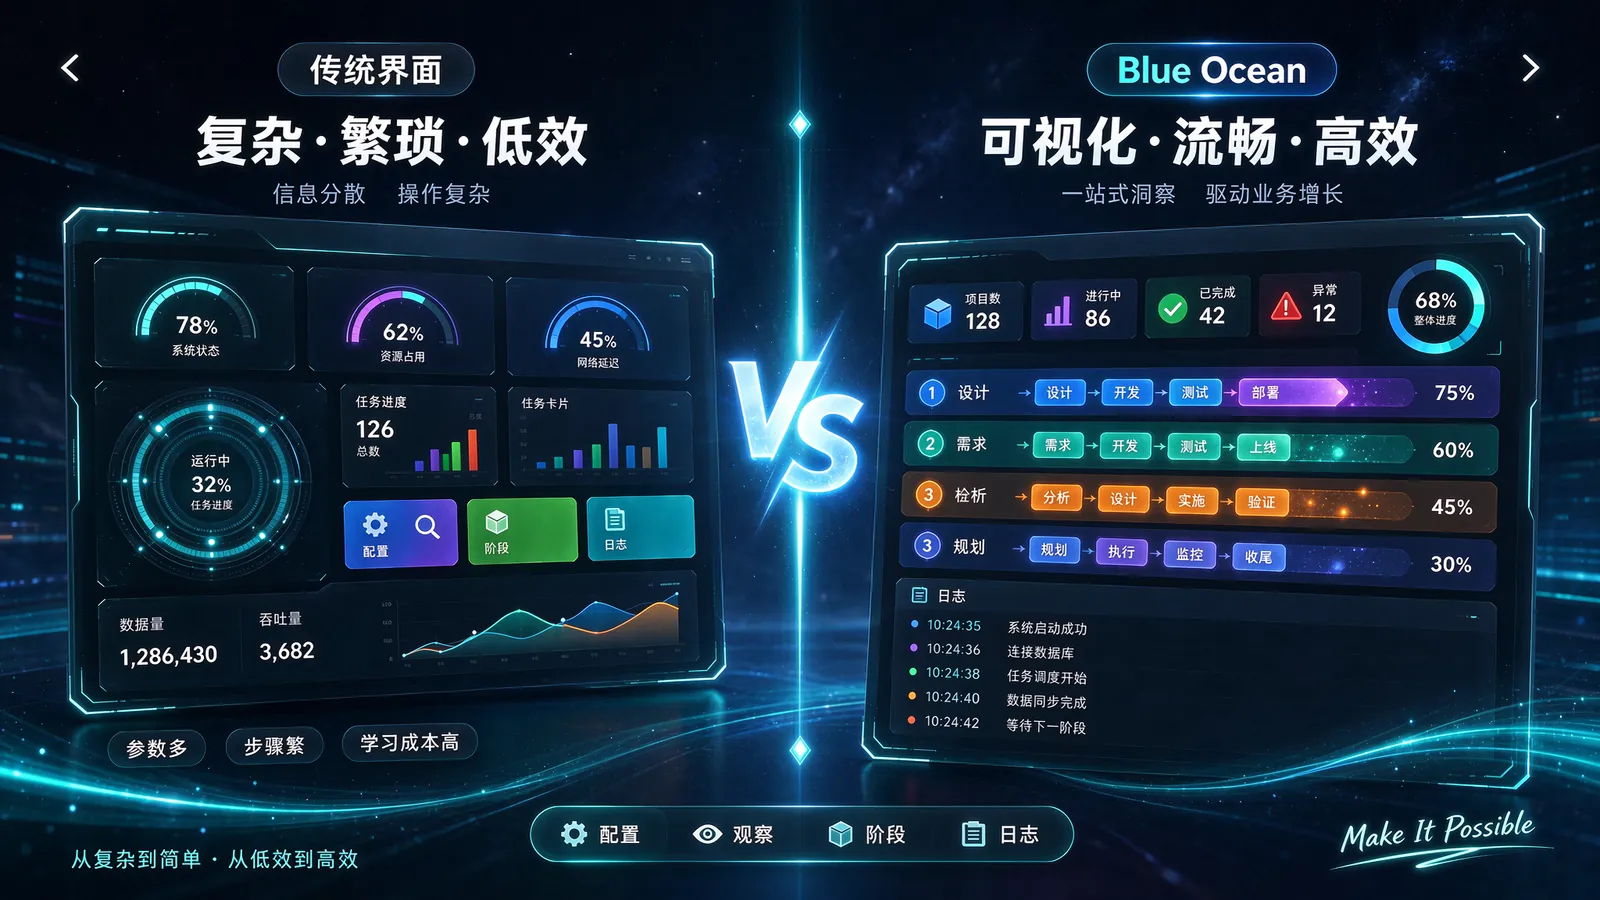 传统界面
复杂·繁琐·低效
信息分散 操作复杂
78%
系统状态
62%
资源占用
45%
网络延迟
运行中
32%
任务进度
任务进度
126
总数
任务卡片
配置
阶段
日志
数据量
1,286,430
吞吐量
3,682
参数多
步骤繁
学习成本高
从复杂到简单·从低效到高效
VS
Blue Ocean
可视化·流畅·高效
一站式洞察 驱动业务增长
项目数
128
进行中
86
已完成
42
异常
12
68%
整体进度
1 设计 设计 开发 测试 部署 75%
2 需求 需求 开发 测试 上线 60%
3 检析 分析 设计 实施 验证 45%
3 规划 规划 执行 监控 收尾 30%
日志
10:24:35 系统启动成功
10:24:36 连接数据库
10:24:38 任务调度开始
10:24:40 数据同步完成
10:24:42 等待下一阶段
配置 观察 阶段 日志
Make It Possible